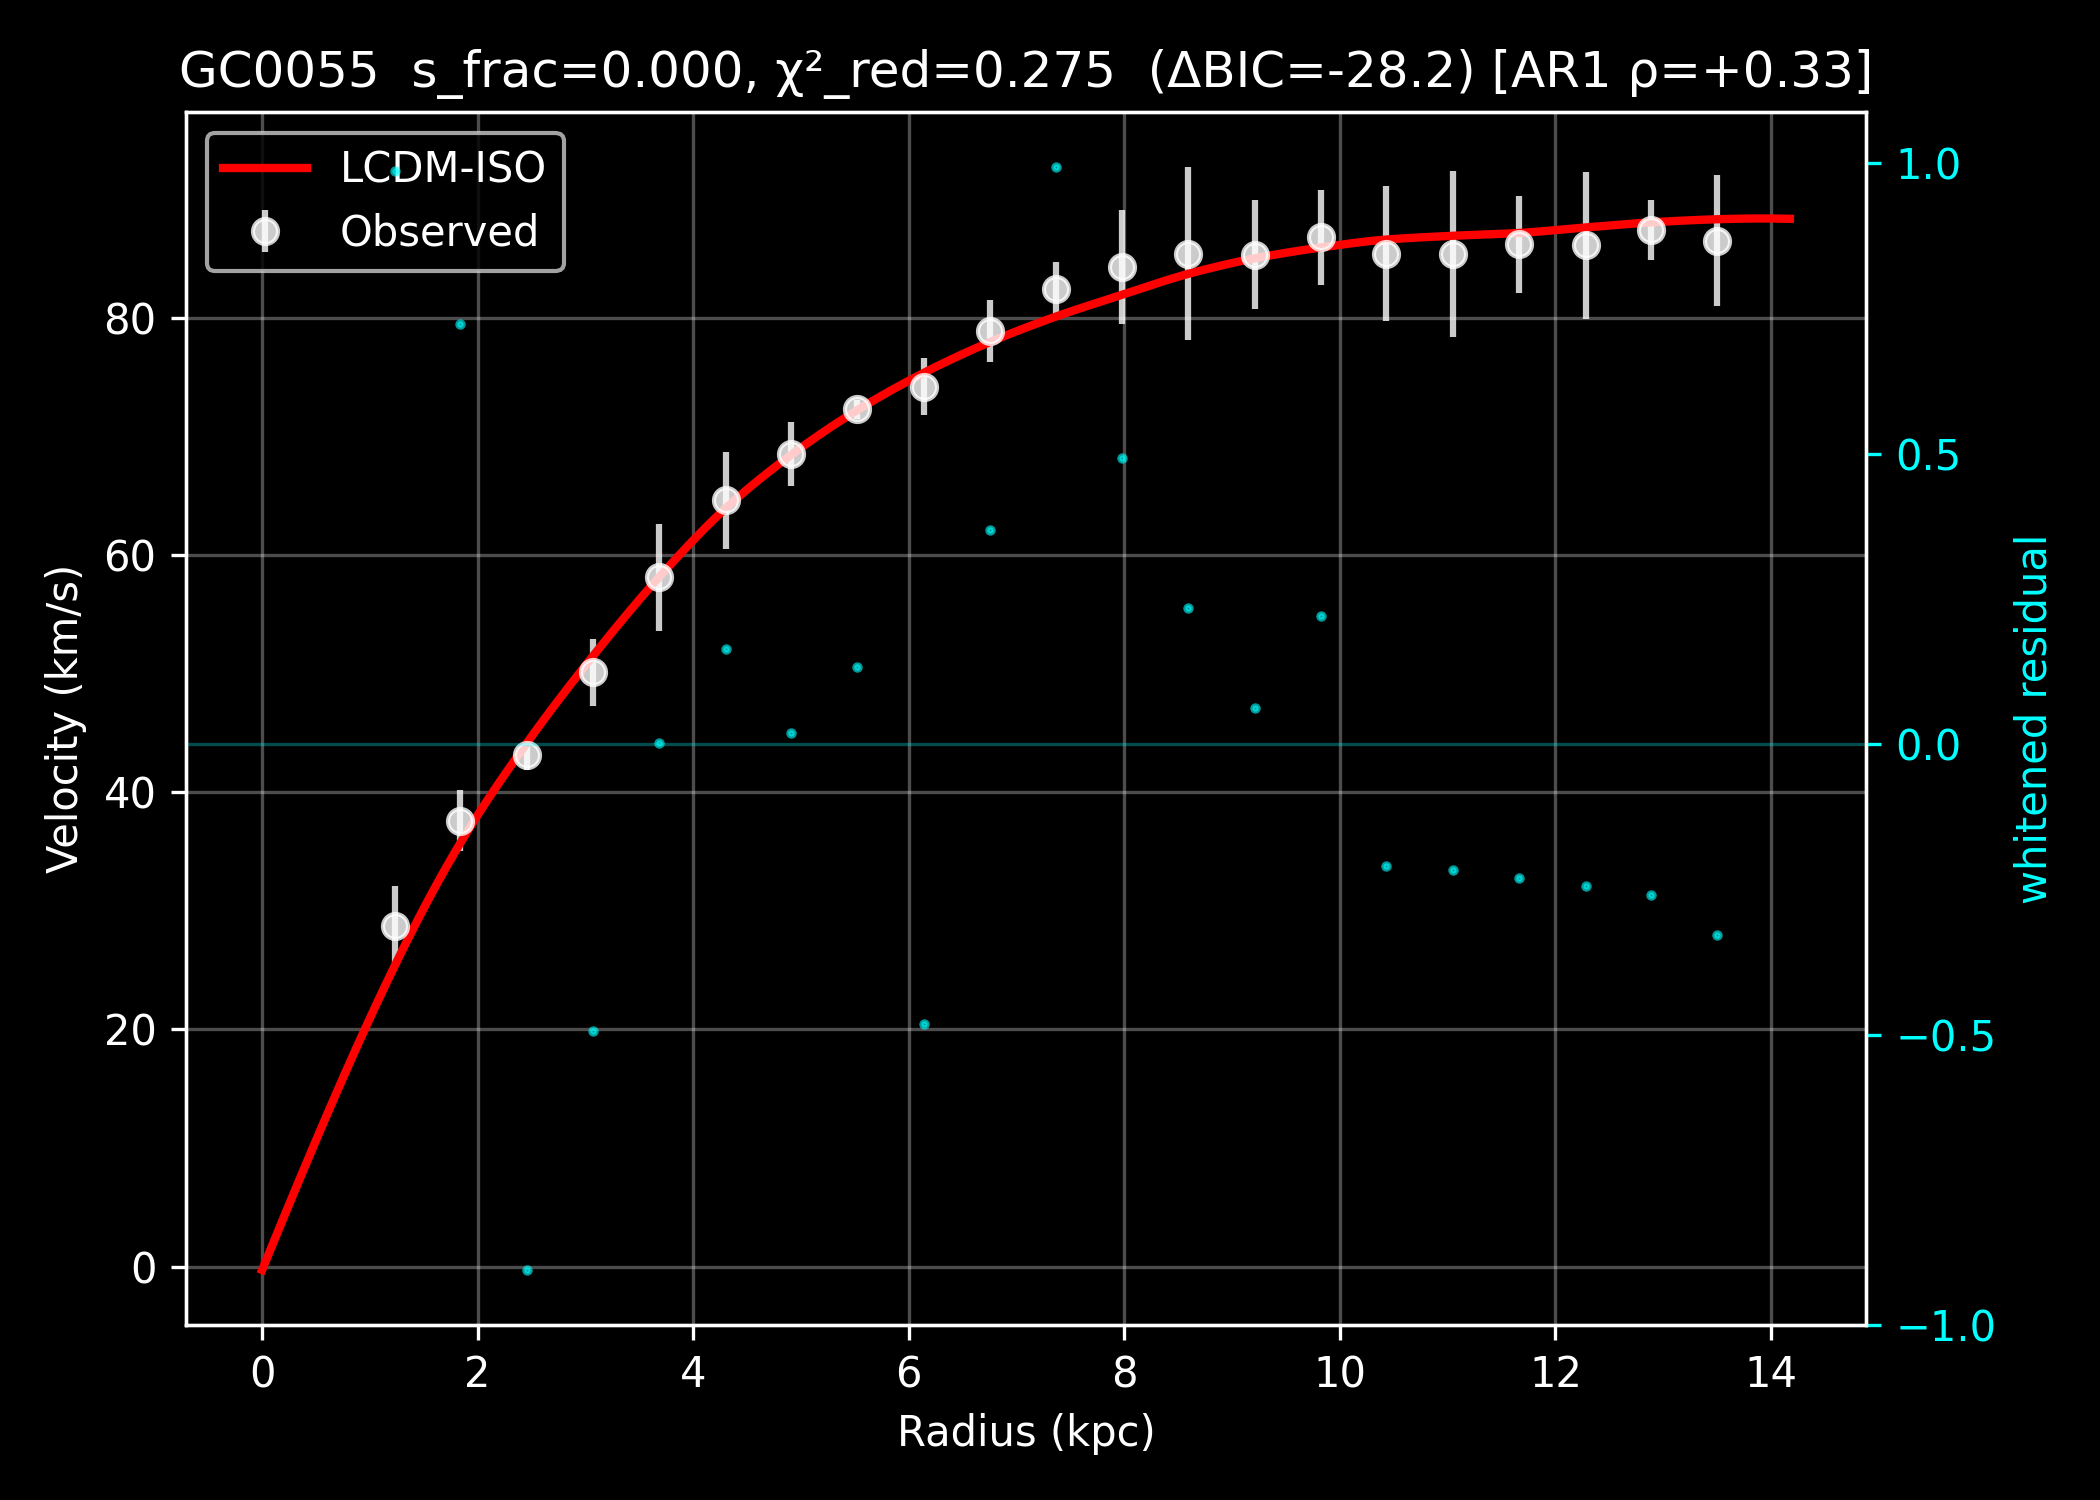 GC0055  s_frac=0.000, χ²_red=0.275  (ΔBIC=-28.2) [AR1 ρ=+0.33]
LCDM-ISO
Observed
Velocity (km/s)
80
60
40
20
0
0 2 4 6 8 10 12 14
Radius (kpc)
1.0
0.5
0.0
−0.5
−1.0
whitened residual